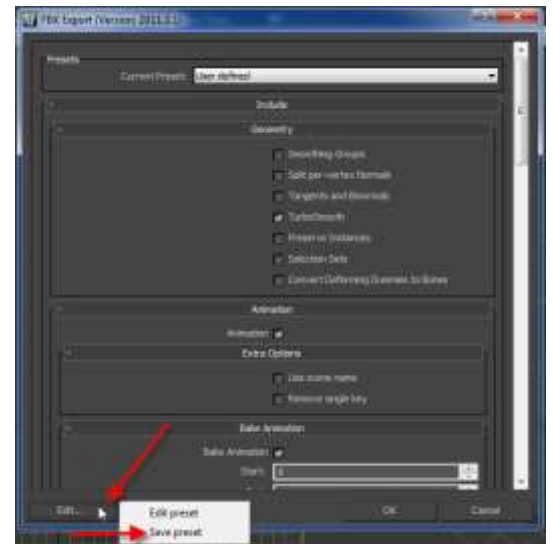 FBX Export (Version 2011.3.1)
Presets
Current Preset: User defined
Include
Geometry
Smoothing Groups
Split per-vertex Normals
Tangents and Binormals
TurboSmooth
Preserve Instances
Selection Sets
Convert Deforming Dummies to Bones
Animation
Animation
Extra Options
Use scene name
Remove single key
Bake Animation
Bake Animation
Start: 0
Edit... OK Cancel
Edit preset
Save preset